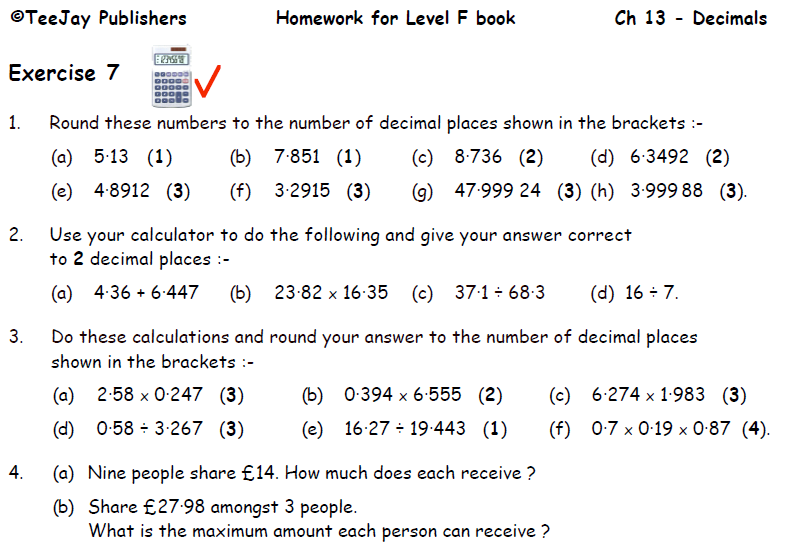 ©TeeJay Publishers Homework for Level F book Ch 13 - Decimals
Exercise 7
1. Round these numbers to the number of decimal places shown in the brackets :-
(a) 5·13 (1) (b) 7·851 (1) (c) 8·736 (2) (d) 6·3492 (2)
(e) 4·8912 (3) (f) 3·2915 (3) (g) 47·999 24 (3) (h) 3·999 88 (3).
2. Use your calculator to do the following and give your answer correct
to 2 decimal places :-
(a) 4·36 + 6·447 (b) 23·82 × 16·35 (c) 37·1 ÷ 68·3 (d) 16 ÷ 7.
3. Do these calculations and round your answer to the number of decimal places
shown in the brackets :-
(a) 2·58 × 0·247 (3) (b) 0·394 × 6·555 (2) (c) 6·274 × 1·983 (3)
(d) 0·58 ÷ 3·267 (3) (e) 16·27 ÷ 19·443 (1) (f) 0·7 × 0·19 × 0·87 (4).
4. (a) Nine people share £14. How much does each receive ?
(b) Share £27·98 amongst 3 people.
What is the maximum amount each person can receive ?